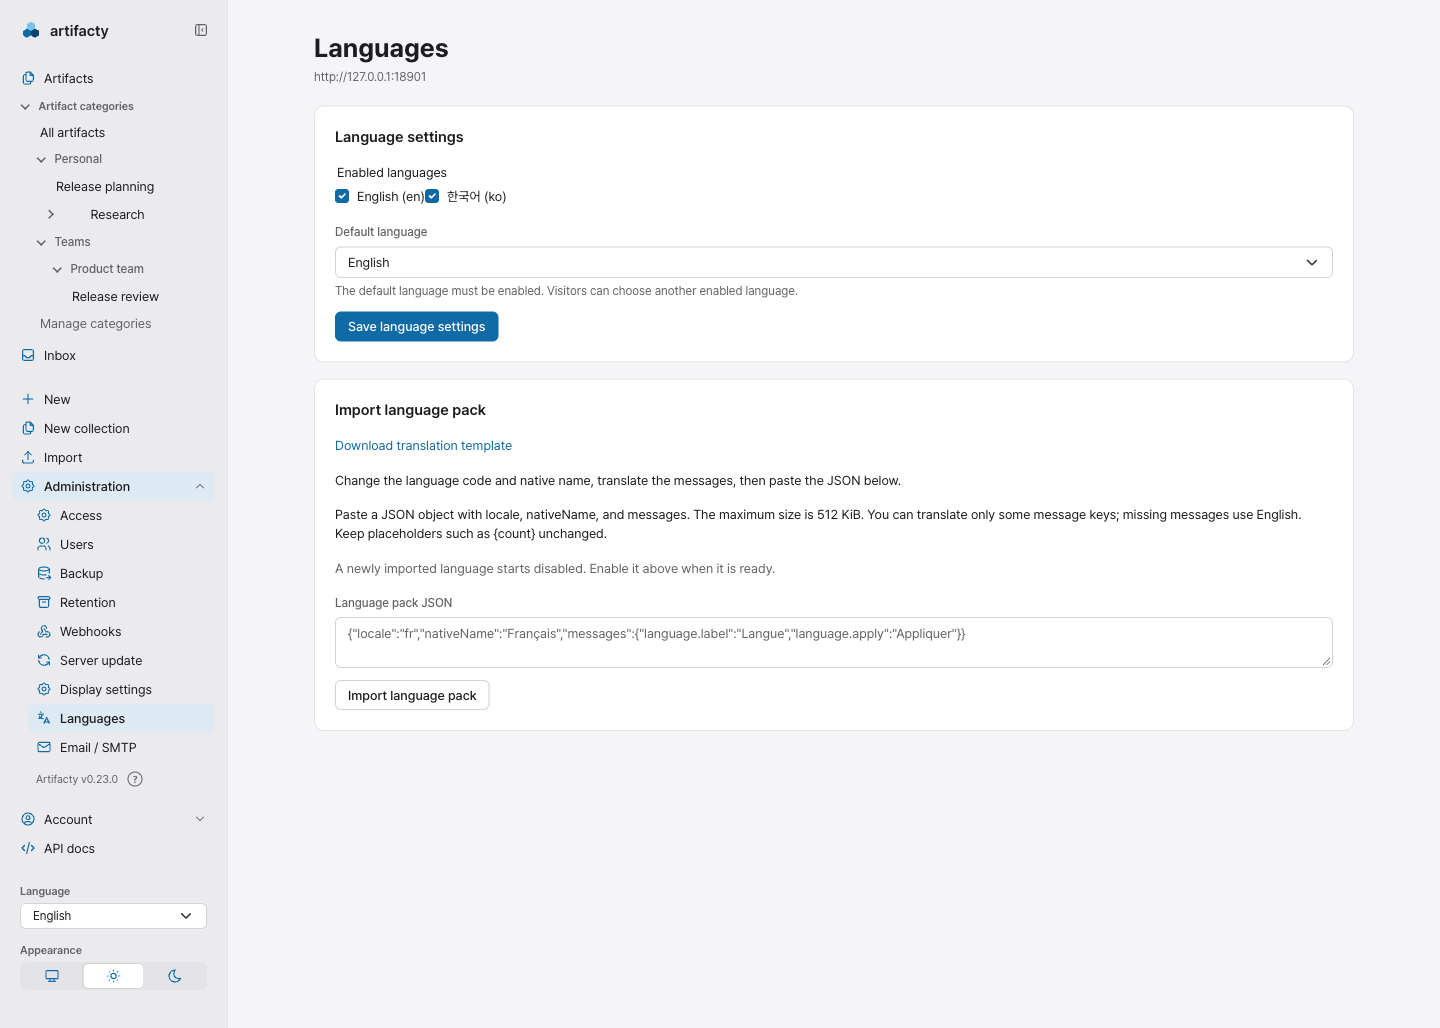 artifacty
Artifacts
Artifact categories
All artifacts
Personal
Release planning
Research
Teams
Product team
Release review
Manage categories
Inbox
New
New collection
Import
Administration
Access
Users
Backup
Retention
Webhooks
Server update
Display settings
Languages
Email / SMTP
Artifacty v0.23.0 ?
Account
API docs
Language
English
Appearance
Languages
http://127.0.0.1:18901
Language settings
Enabled languages
English (en) 한국어 (ko)
Default language
English
The default language must be enabled. Visitors can choose another enabled language.
Save language settings
Import language pack
Download translation template
Change the language code and native name, translate the messages, then paste the JSON below.
Paste a JSON object with locale, nativeName, and messages. The maximum size is 512 KiB. You can translate only some message keys; missing messages use English.
Keep placeholders such as {count} unchanged.
A newly imported language starts disabled. Enable it above when it is ready.
Language pack JSON
{"locale":"fr","nativeName":"Français","messages":{"language.label":"Langue","language.apply":"Appliquer"}}
Import language pack